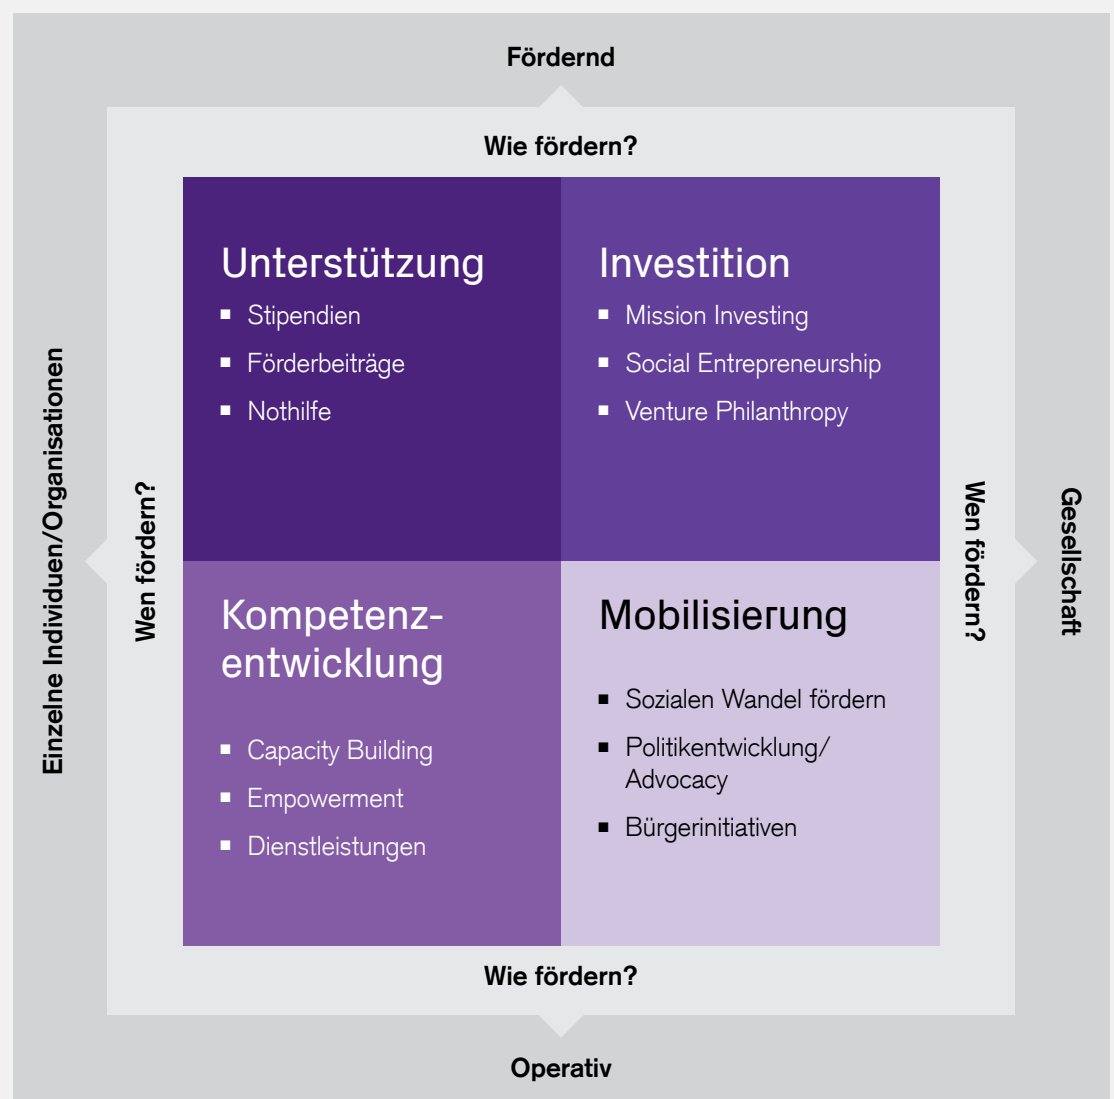 Fördernd
Wie fördern?
Unterstützung
▪ Stipendien
▪ Förderbeiträge
▪ Nothilfe
Investition
▪ Mission Investing
▪ Social Entrepreneurship
▪ Venture Philanthropy
Einzelne Individuen/Organisationen
Wen fördern?
Wen fördern?
Gesellschaft
Kompetenz-
entwicklung
▪ Capacity Building
▪ Empowerment
▪ Dienstleistungen
Mobilisierung
▪ Sozialen Wandel fördern
▪ Politikentwicklung/
Advocacy
▪ Bürgerinitiativen
Wie fördern?
Operativ